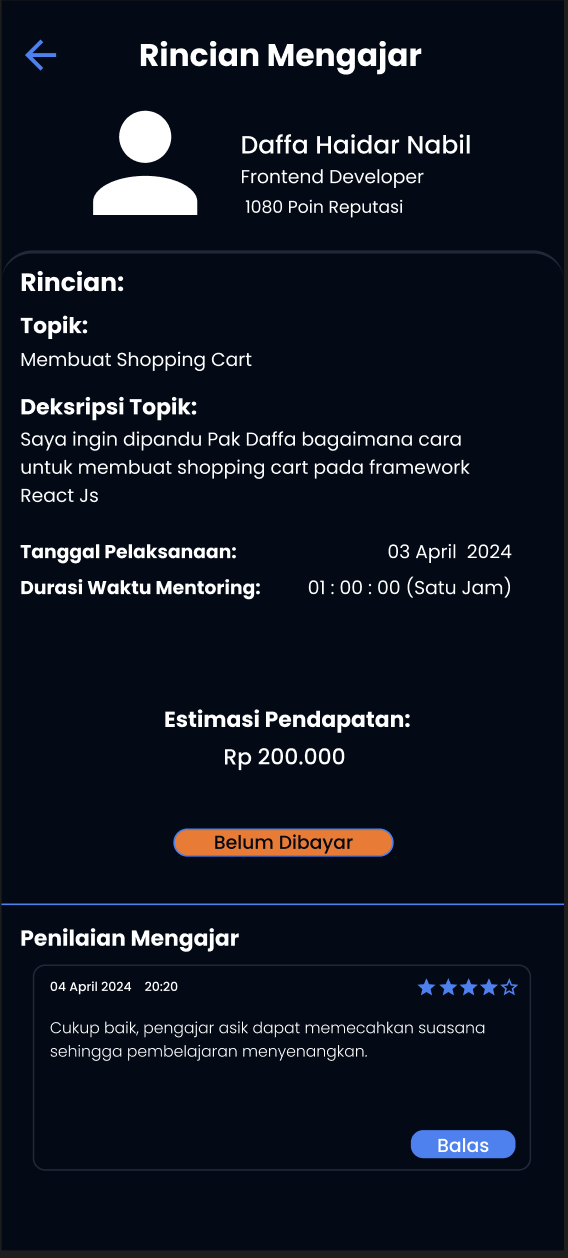 Rincian Mengajar
Daffa Haidar Nabil
Frontend Developer
1080 Poin Reputasi
Rincian:
Topik:
Membuat Shopping Cart
Deksripsi Topik:
Saya ingin dipandu Pak Daffa bagaimana cara
untuk membuat shopping cart pada framework
React Js
Tanggal Pelaksanaan: 03 April 2024
Durasi Waktu Mentoring: 01 : 00 : 00 (Satu Jam)
Estimasi Pendapatan:
Rp 200.000
Belum Dibayar
Penilaian Mengajar
04 April 2024 20:20
Cukup baik, pengajar asik dapat memecahkan suasana
sehingga pembelajaran menyenangkan.
Balas